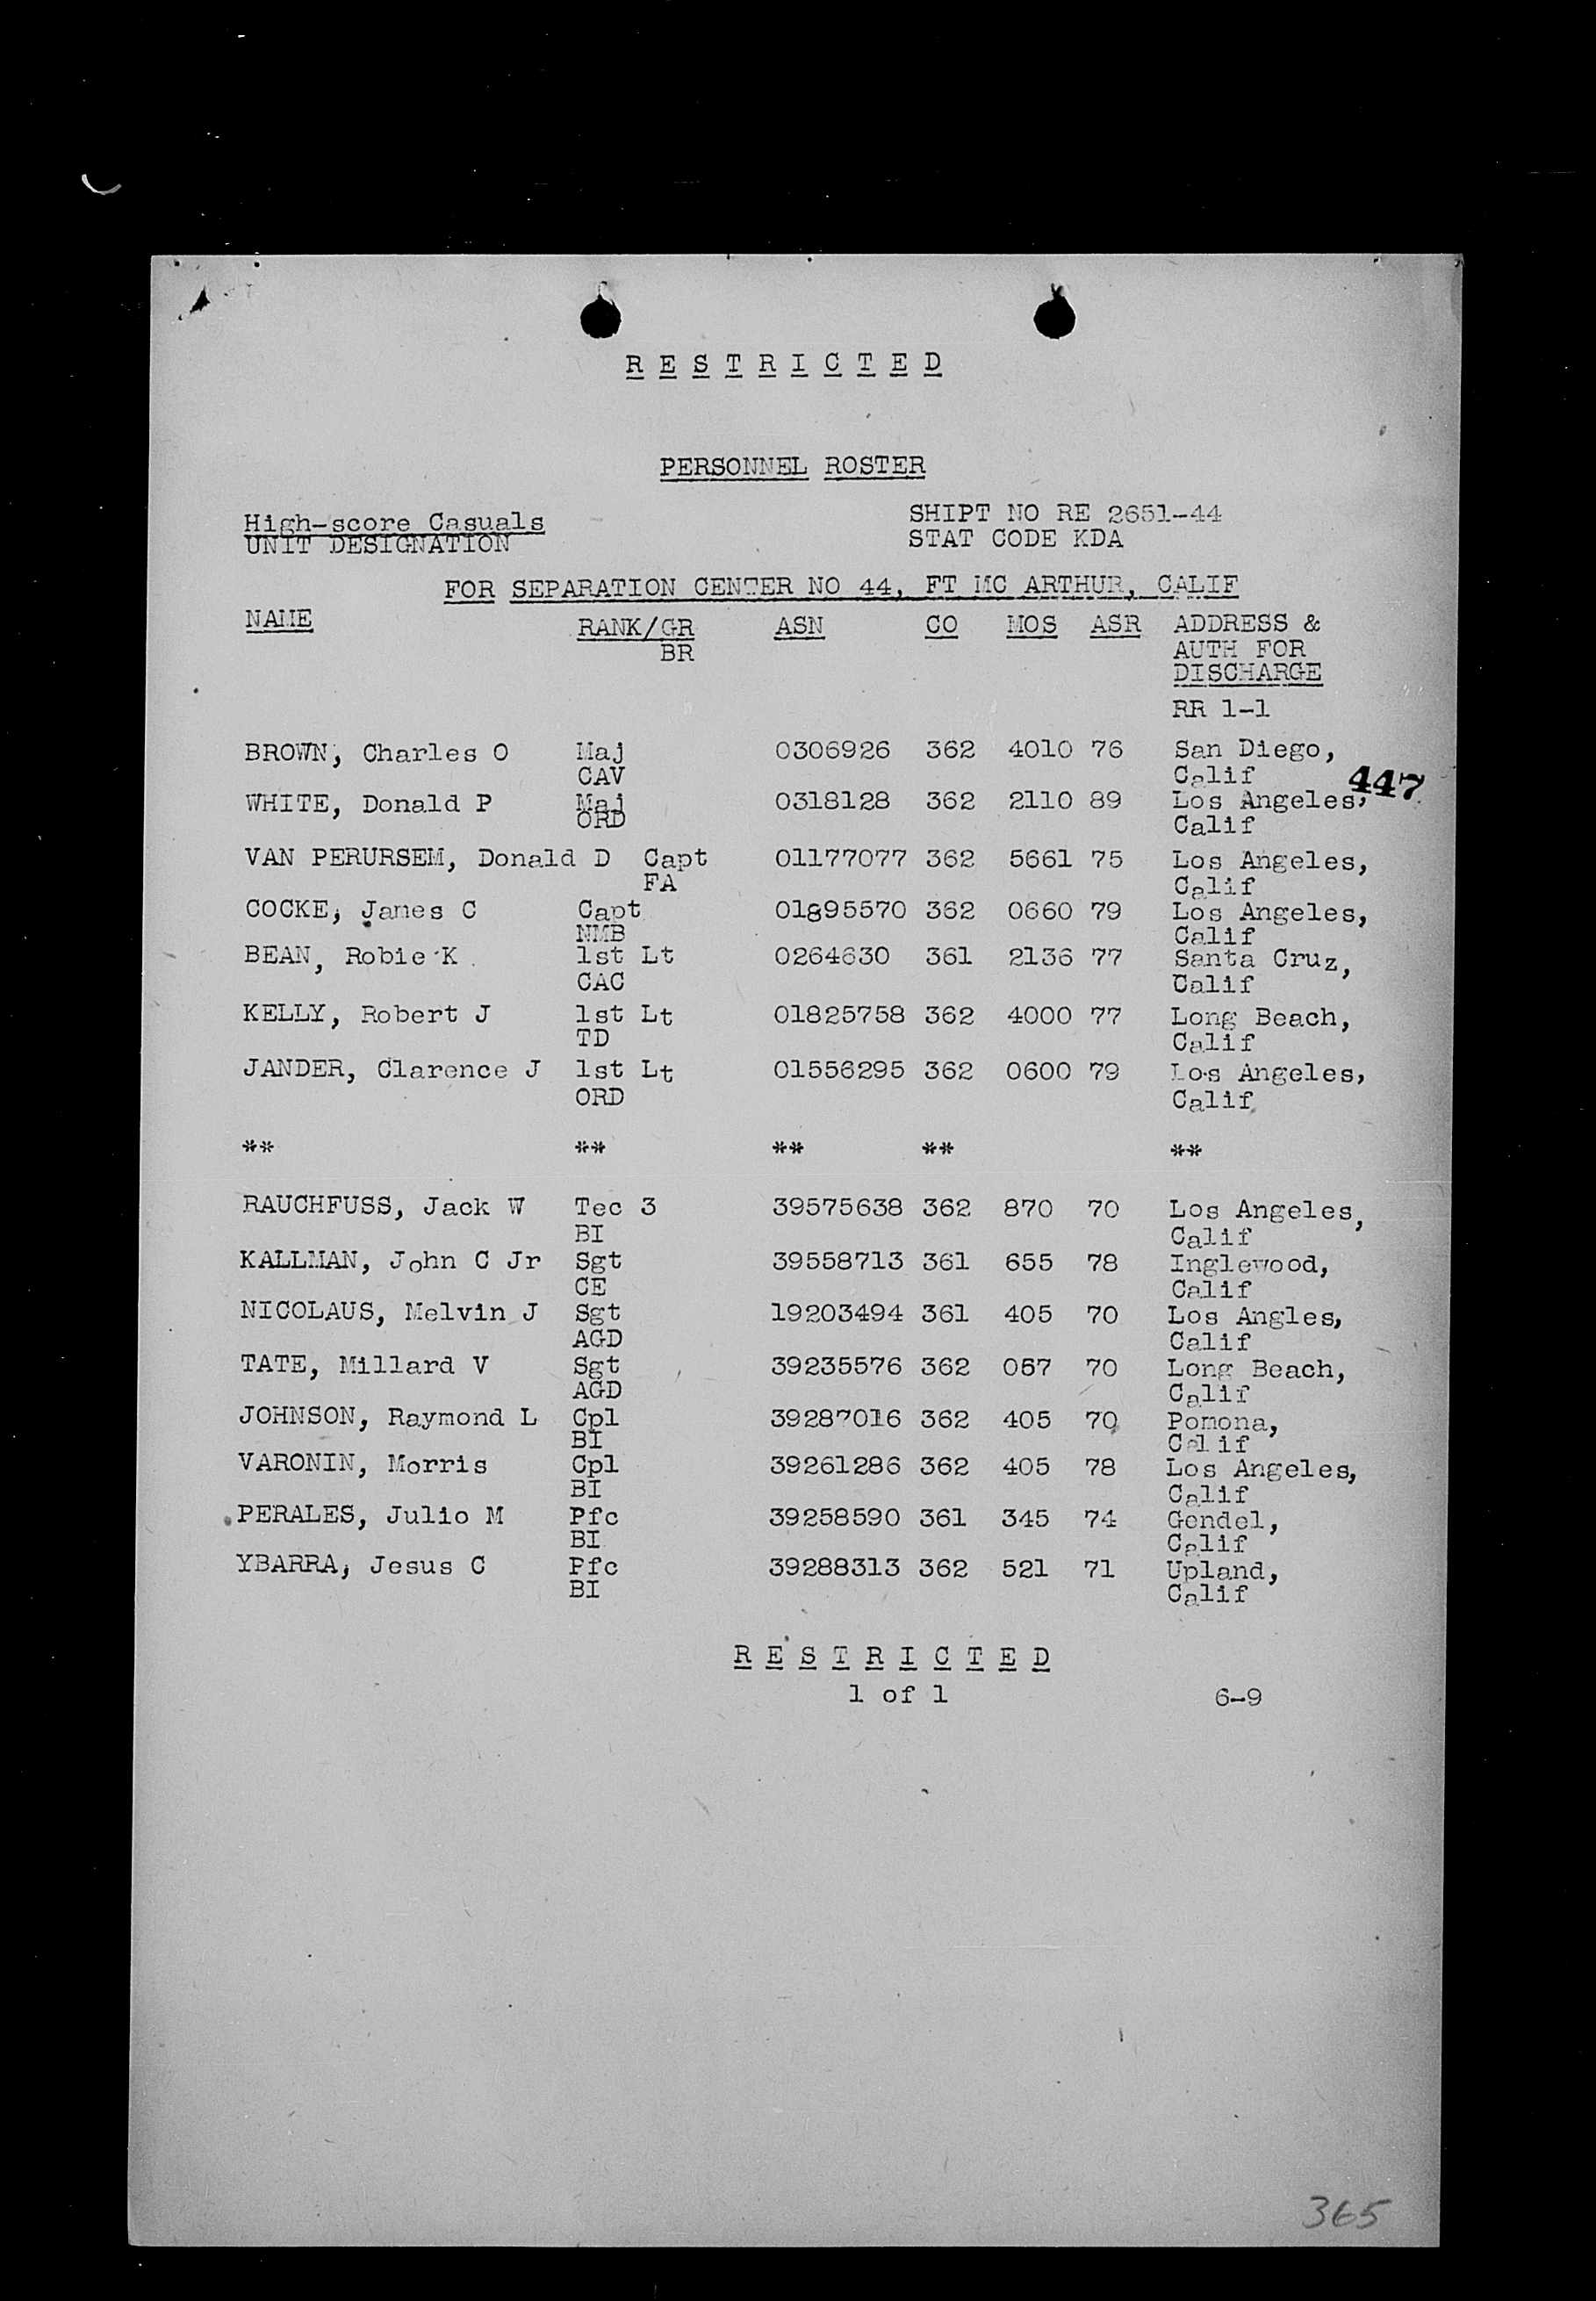 R E S T R I C T E D
PERSONNEL ROSTER
High-score Casuals SHIPT NO RE 2651-44
UNIT DESIGNATION STAT CODE KDA
FOR SEPARATION CENTER NO 44, FT MC ARTHUR, CALIF
NAME RANK/GR ASN CO MOS ASR ADDRESS &
BR AUTH FOR
DISCHARGE
RR 1-1
BROWN, Charles O Maj 0306926 362 4010 76 San Diego,
CAV Calif 447
WHITE, Donald P Maj 0318128 362 2110 89 Los Angeles,
ORD Calif
VAN PERURSEM, Donald D Capt 01177077 362 5661 75 Los Angeles,
FA Calif
COCKE, James C Capt 01895570 362 0660 79 Los Angeles,
NMB Calif
BEAN, Robie K 1st Lt 0264630 361 2136 77 Santa Cruz,
CAC Calif
KELLY, Robert J 1st Lt 01825758 362 4000 77 Long Beach,
TD Calif
JANDER, Clarence J 1st Lt 01556295 362 0600 79 Los Angeles,
ORD Calif
** ** ** ** **
RAUCHFUSS, Jack W Tec 3 39575638 362 870 70 Los Angeles,
BI Calif
KALLMAN, John C Jr Sgt 39558713 361 655 78 Inglewood,
CE Calif
NICOLAUS, Melvin J Sgt 19203494 361 405 70 Los Angles,
AGD Calif
TATE, Millard V Sgt 39235576 362 057 70 Long Beach,
AGD Calif
JOHNSON, Raymond L Cpl 39287016 362 405 70 Pomona,
BI Calif
VARONIN, Morris Cpl 39261286 362 405 78 Los Angeles,
BI Calif
PERALES, Julio M Pfc 39258590 361 345 74 Gendel,
BI Calif
YBARRA, Jesus C Pfc 39288313 362 521 71 Upland,
BI Calif
R E S T R I C T E D
1 of 1 6-9
365